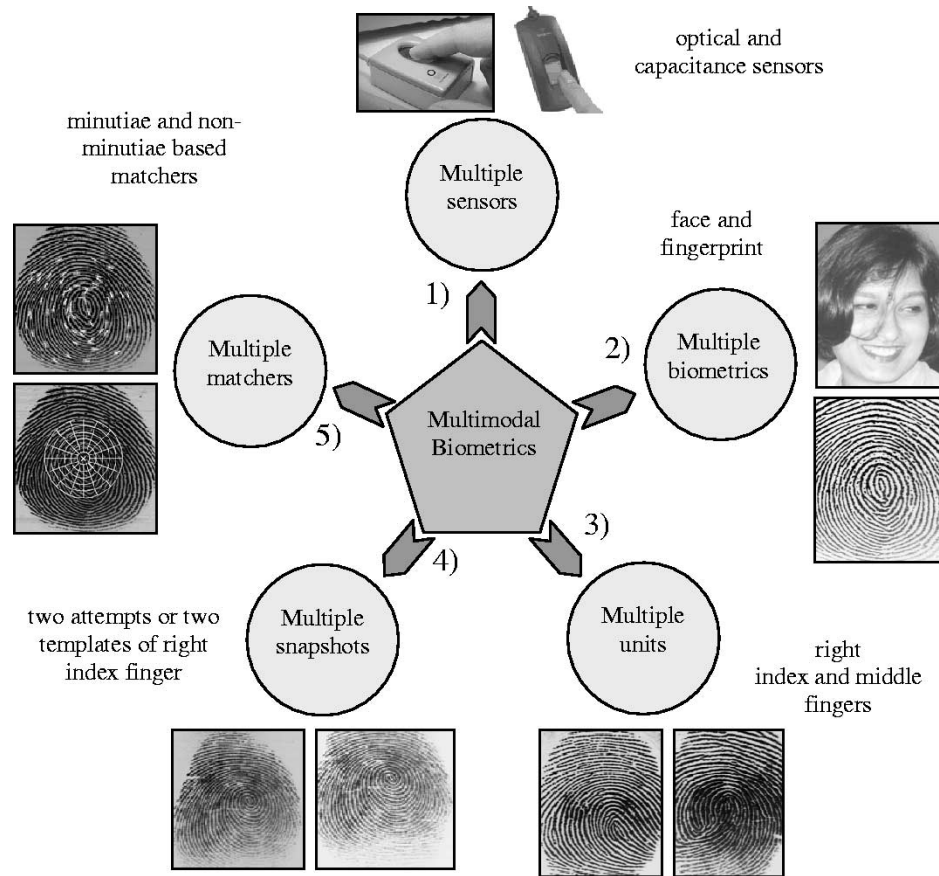 optical and
capacitance sensors
minutiae and non-
minutiae based
matchers
Multiple
sensors
face and
fingerprint
1)
2)
Multiple
biometrics
Multiple
matchers
5)
Multimodal
Biometrics
3)
4)
two attempts or two
templates of right
index finger
Multiple
snapshots
Multiple
units
right
index and middle
fingers